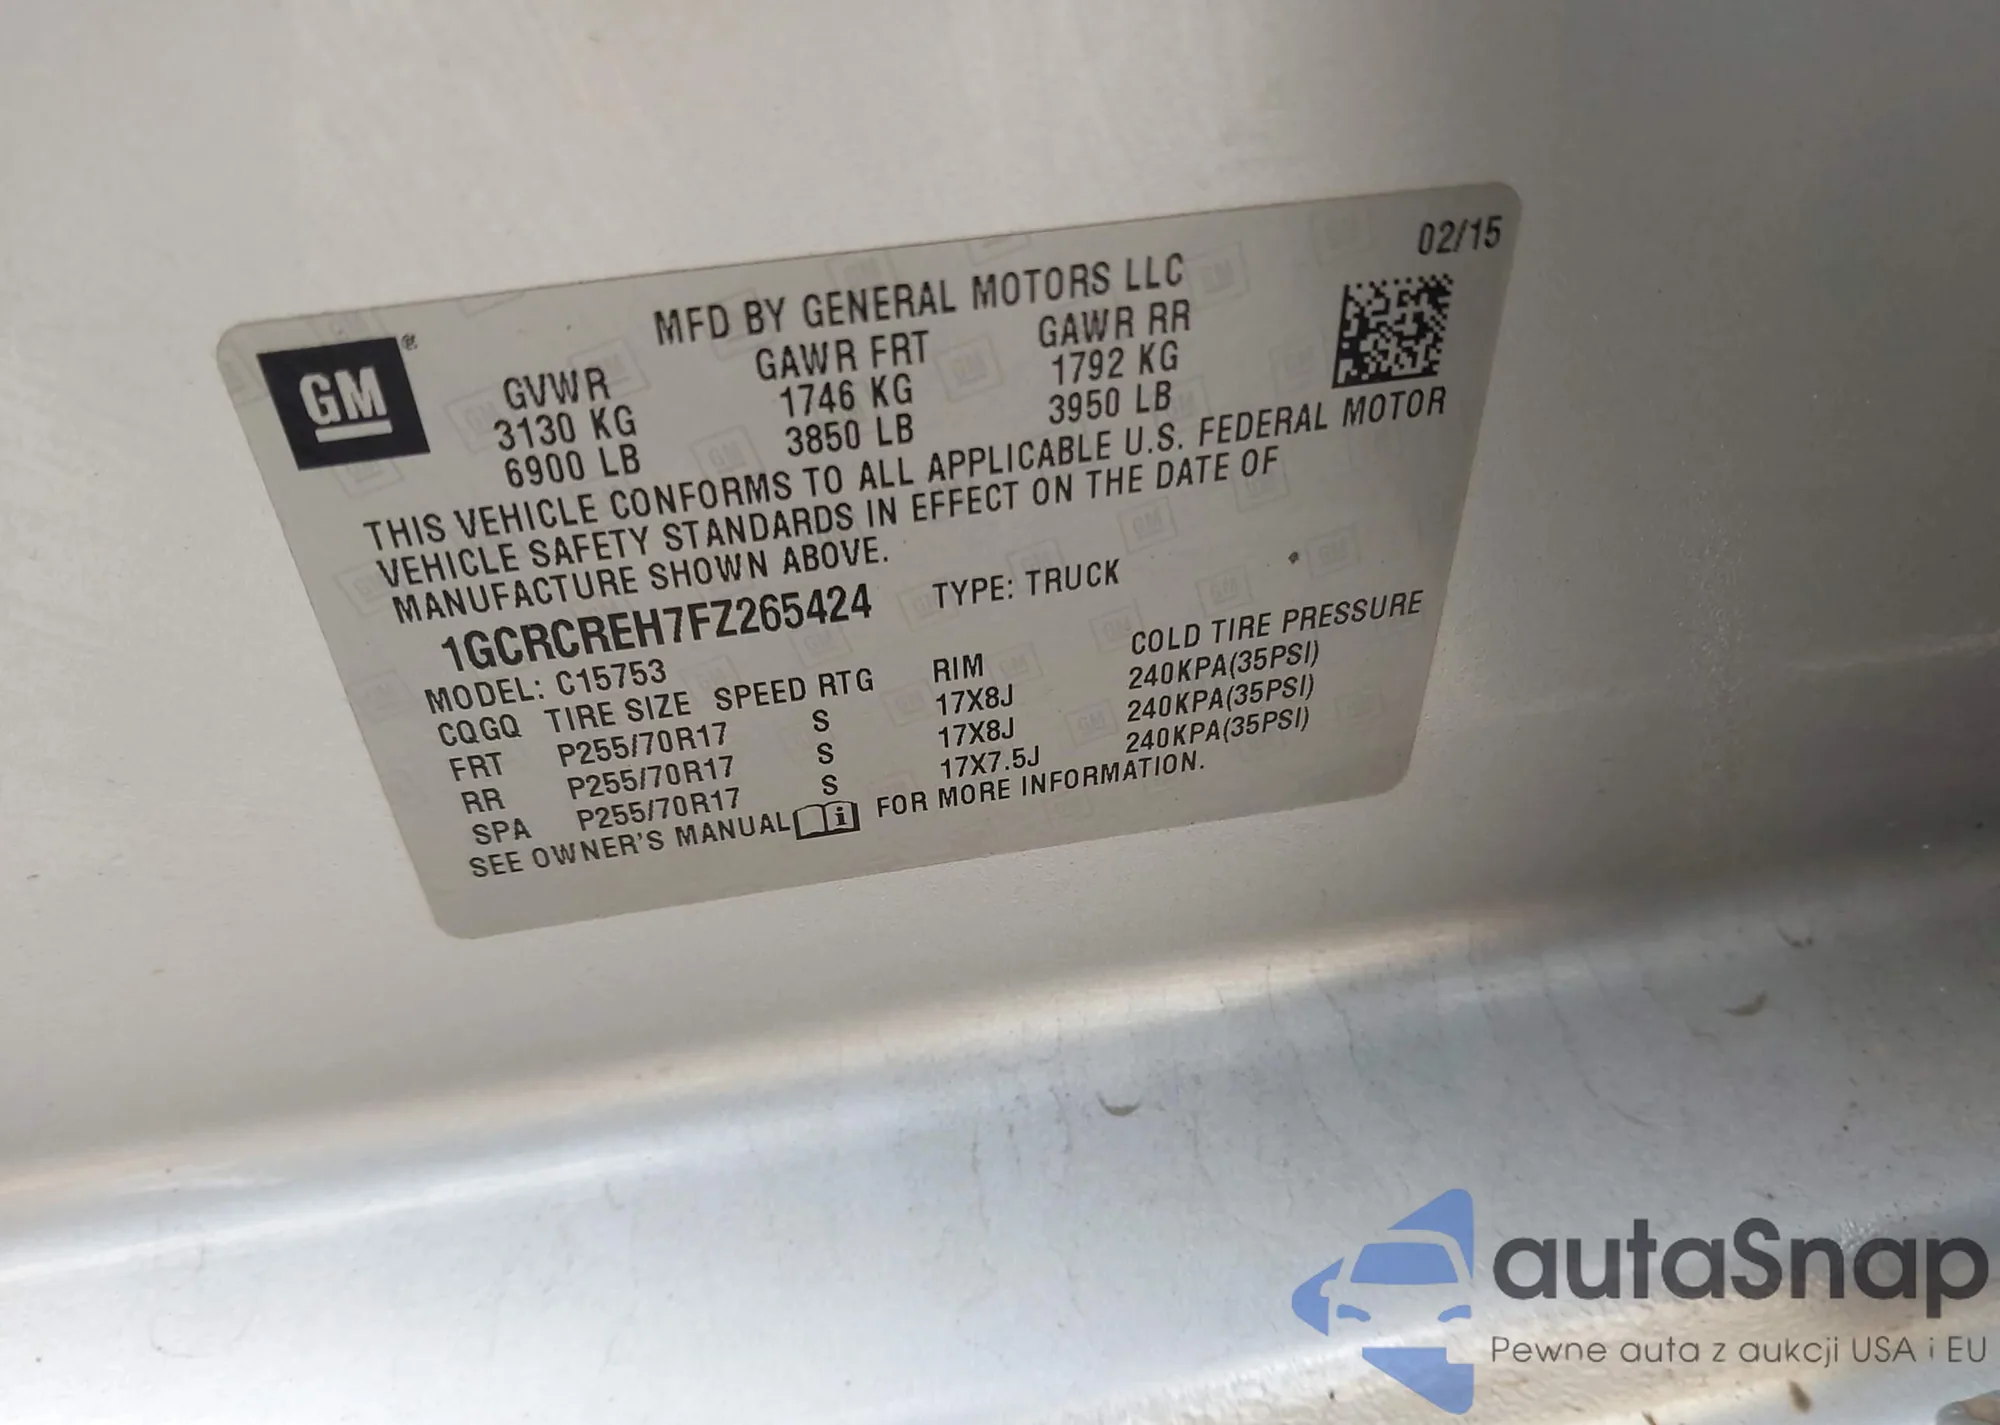 02/15
MFD BY GENERAL MOTORS LLC
GM®
GVWR GAWR FRT GAWR RR
3130 KG 1746 KG 1792 KG
6900 LB 3850 LB 3950 LB
THIS VEHICLE CONFORMS TO ALL APPLICABLE U.S. FEDERAL MOTOR
VEHICLE SAFETY STANDARDS IN EFFECT ON THE DATE OF
MANUFACTURE SHOWN ABOVE.
1GCRCREH7FZ265424 TYPE: TRUCK
MODEL: C15753
CQGQ TIRE SIZE SPEED RTG RIM COLD TIRE PRESSURE
FRT P255/70R17 S 17X8J 240KPA(35PSI)
RR P255/70R17 S 17X8J 240KPA(35PSI)
SPA P255/70R17 S 17X7.5J 240KPA(35PSI)
SEE OWNER'S MANUAL i FOR MORE INFORMATION.
autaSnap
Pewne auta z aukcji USA i EU